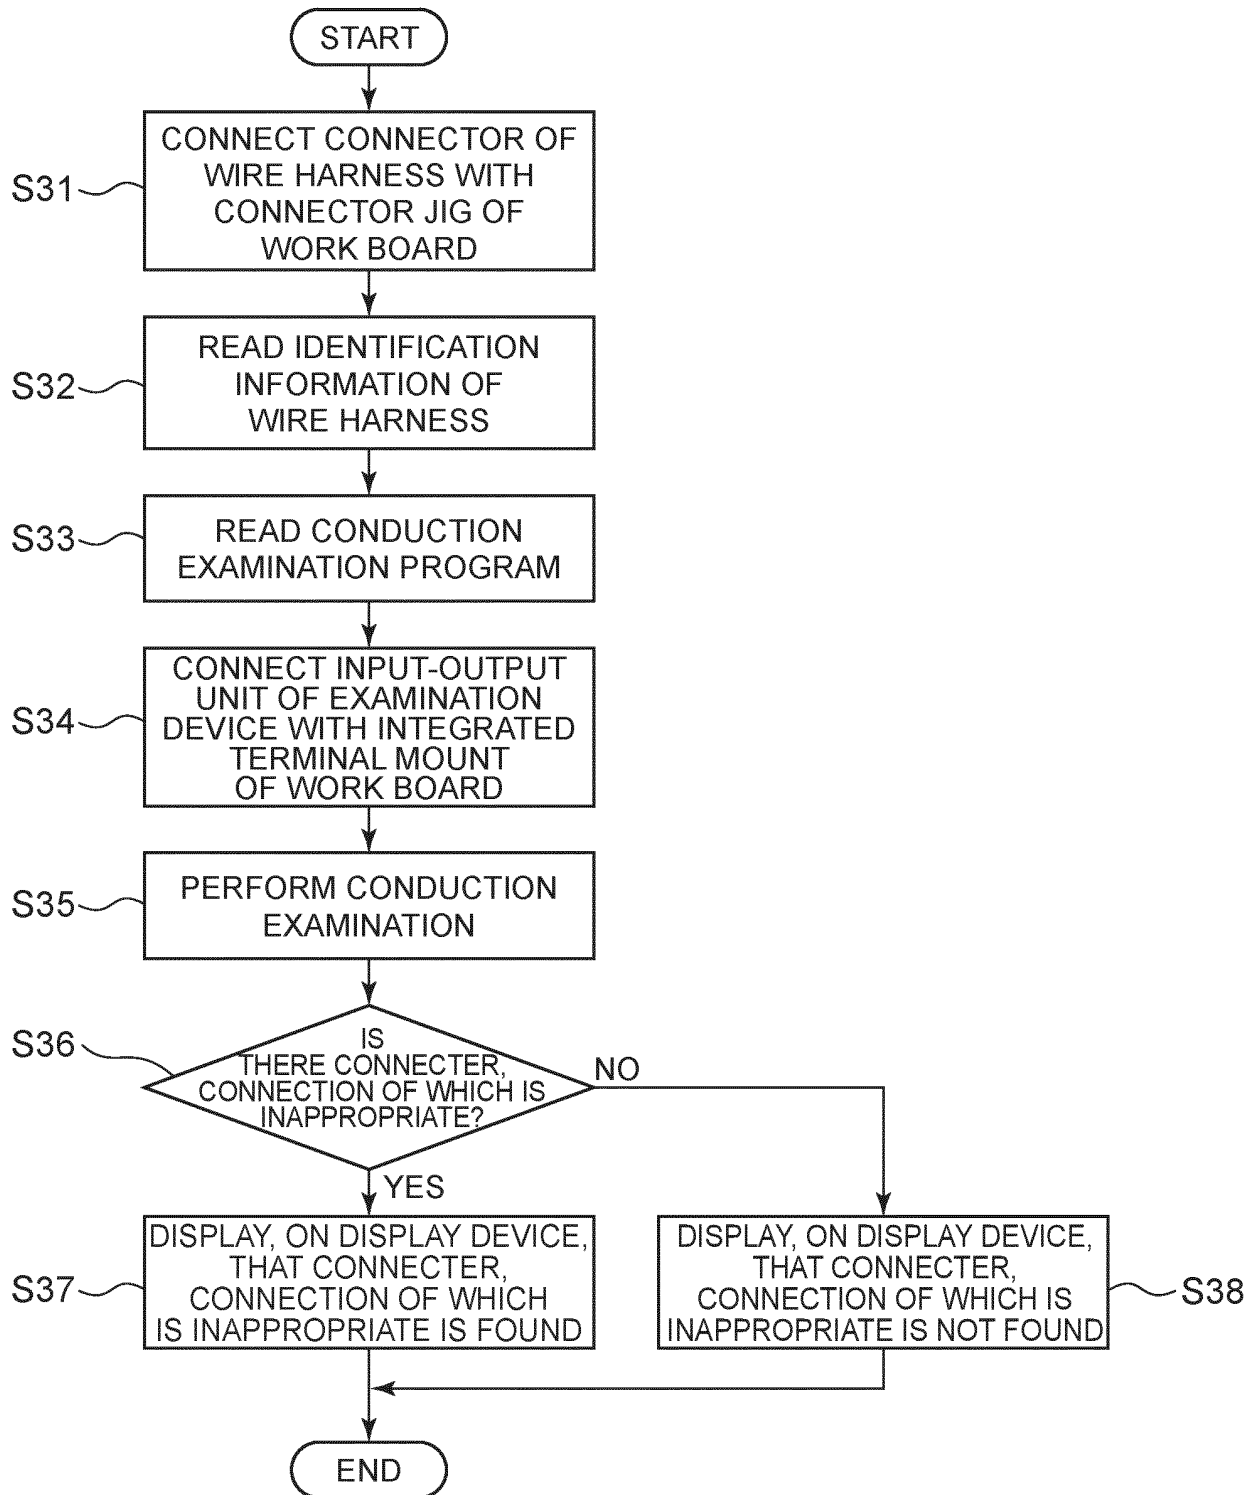 START
S31
CONNECT CONNECTOR OF
WIRE HARNESS WITH
CONNECTOR JIG OF
WORK BOARD
S32
READ IDENTIFICATION
INFORMATION OF
WIRE HARNESS
S33
READ CONDUCTION
EXAMINATION PROGRAM
S34
CONNECT INPUT-OUTPUT
UNIT OF EXAMINATION
DEVICE WITH INTEGRATED
TERMINAL MOUNT
OF WORK BOARD
S35
PERFORM CONDUCTION
EXAMINATION
S36
IS
THERE CONNECTER,
CONNECTION OF WHICH IS
INAPPROPRIATE?
NO
YES
S37
DISPLAY, ON DISPLAY DEVICE,
THAT CONNECTER,
CONNECTION OF WHICH
IS INAPPROPRIATE IS FOUND
DISPLAY, ON DISPLAY DEVICE,
THAT CONNECTER,
CONNECTION OF WHICH IS
INAPPROPRIATE IS NOT FOUND
S38
END